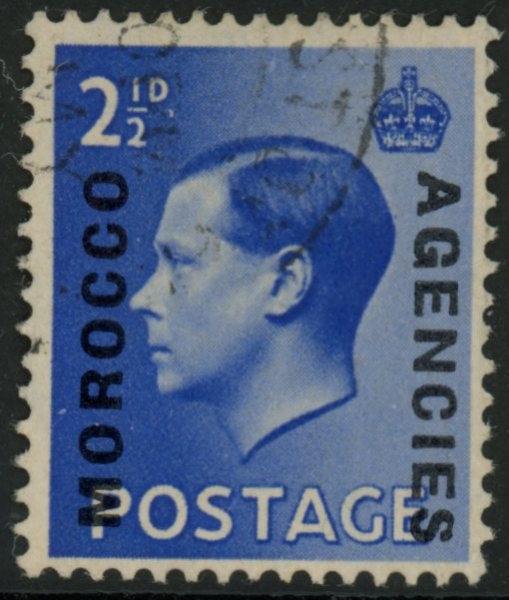 2½D.
MOROCCO
AGENCIES
POSTAGE